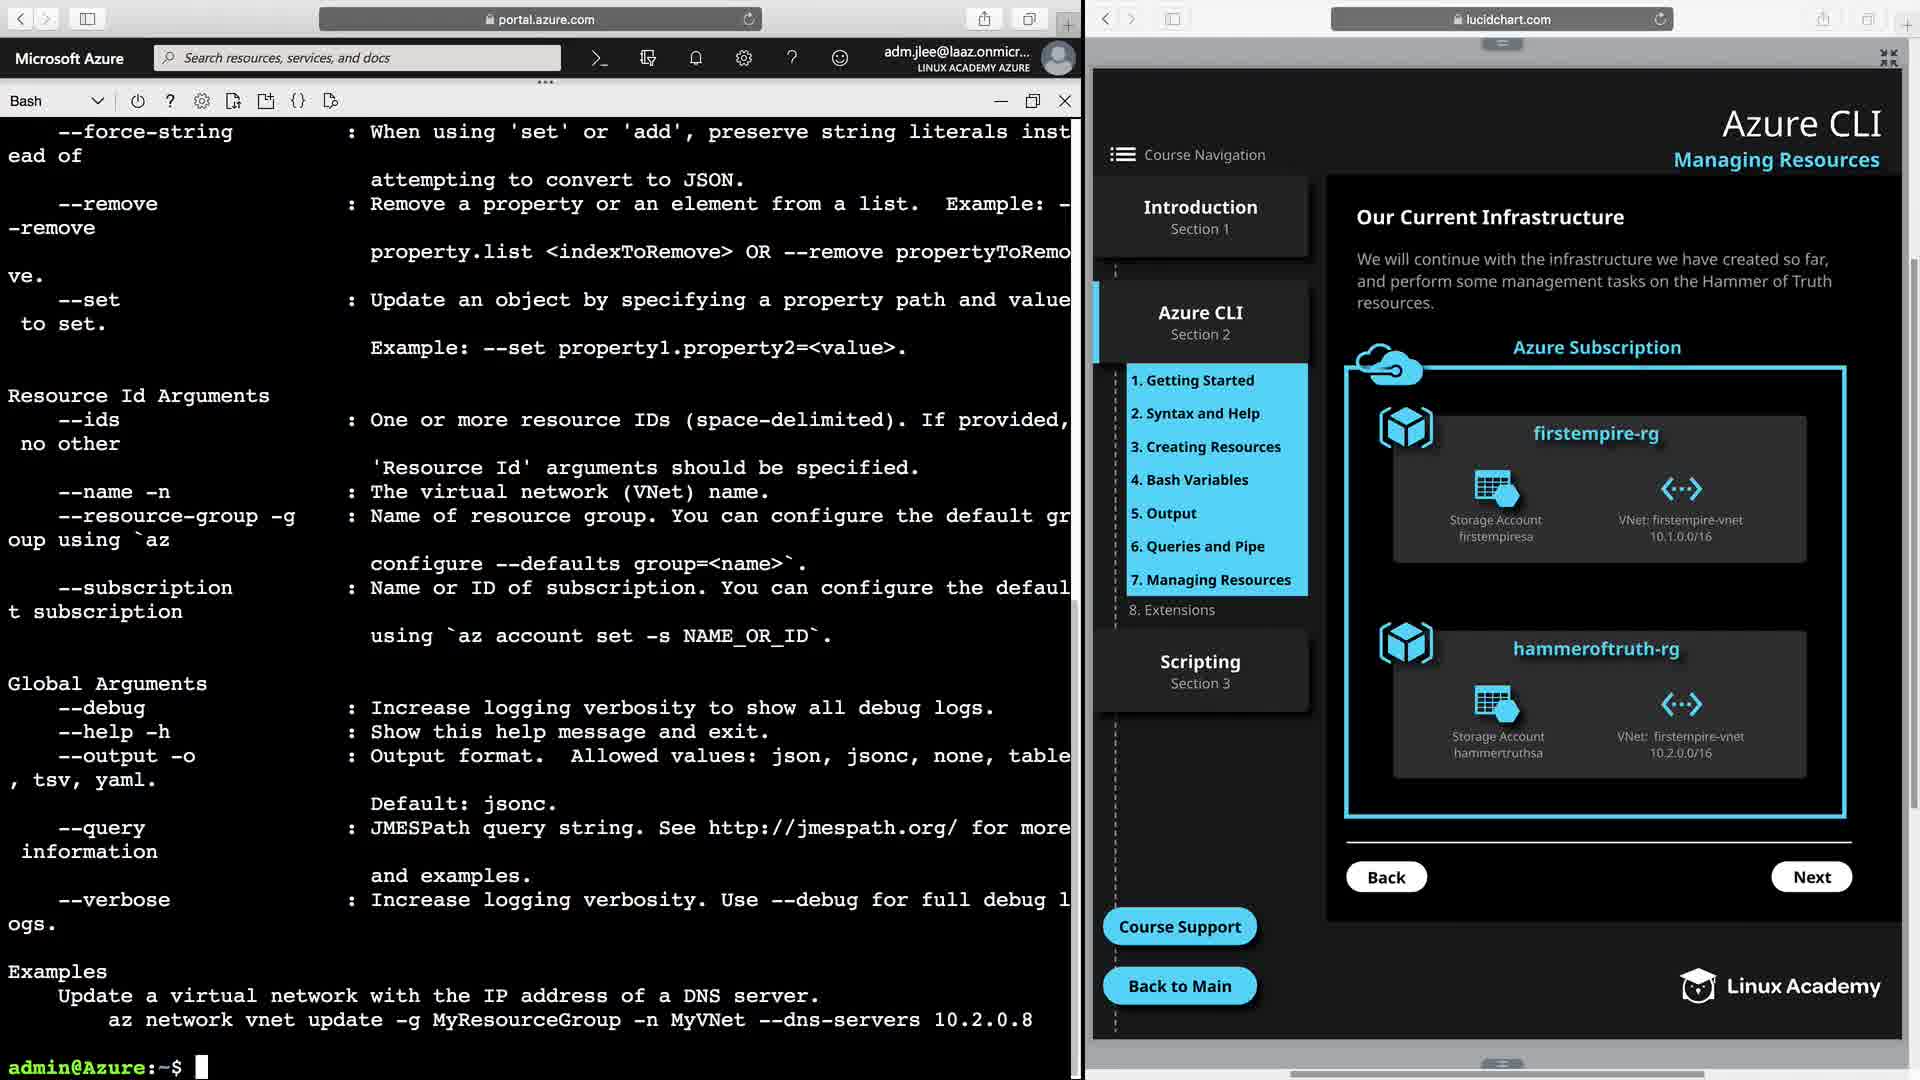 portal.azure.com
Microsoft Azure
Search resources, services, and docs
adm.jlee@laaz.onmicr...
LINUX ACADEMY AZURE
Bash
    --force-string         : When using 'set' or 'add', preserve string literals inst
ead of
                             attempting to convert to JSON.
    --remove               : Remove a property or an element from a list.  Example: -
-remove
                             property.list <indexToRemove> OR --remove propertyToRemo
ve.
    --set                  : Update an object by specifying a property path and value
 to set.
                             Example: --set property1.property2=<value>.
Resource Id Arguments
    --ids                  : One or more resource IDs (space-delimited). If provided,
 no other
                             'Resource Id' arguments should be specified.
    --name -n              : The virtual network (VNet) name.
    --resource-group -g    : Name of resource group. You can configure the default gr
oup using `az
                             configure --defaults group=<name>`.
    --subscription         : Name or ID of subscription. You can configure the defaul
t subscription
                             using `az account set -s NAME_OR_ID`.
Global Arguments
    --debug                : Increase logging verbosity to show all debug logs.
    --help -h              : Show this help message and exit.
    --output -o            : Output format.  Allowed values: json, jsonc, none, table
, tsv, yaml.
                             Default: jsonc.
    --query                : JMESPath query string. See http://jmespath.org/ for more
 information
                             and examples.
    --verbose              : Increase logging verbosity. Use --debug for full debug l
ogs.
Examples
    Update a virtual network with the IP address of a DNS server.
        az network vnet update -g MyResourceGroup -n MyVNet --dns-servers 10.2.0.8
admin@Azure:~$
lucidchart.com
Azure CLI
Managing Resources
Course Navigation
Introduction
Section 1
Azure CLI
Section 2
1. Getting Started
2. Syntax and Help
3. Creating Resources
4. Bash Variables
5. Output
6. Queries and Pipe
7. Managing Resources
8. Extensions
Scripting
Section 3
Course Support
Back to Main
Our Current Infrastructure
We will continue with the infrastructure we have created so far,
and perform some management tasks on the Hammer of Truth
resources.
Azure Subscription
firstempire-rg
Storage Account
firstempiresa
VNet: firstempire-vnet
10.1.0.0/16
hammeroftruth-rg
Storage Account
hammertruthsa
VNet:  firstempire-vnet
10.2.0.0/16
Back
Next
Linux Academy